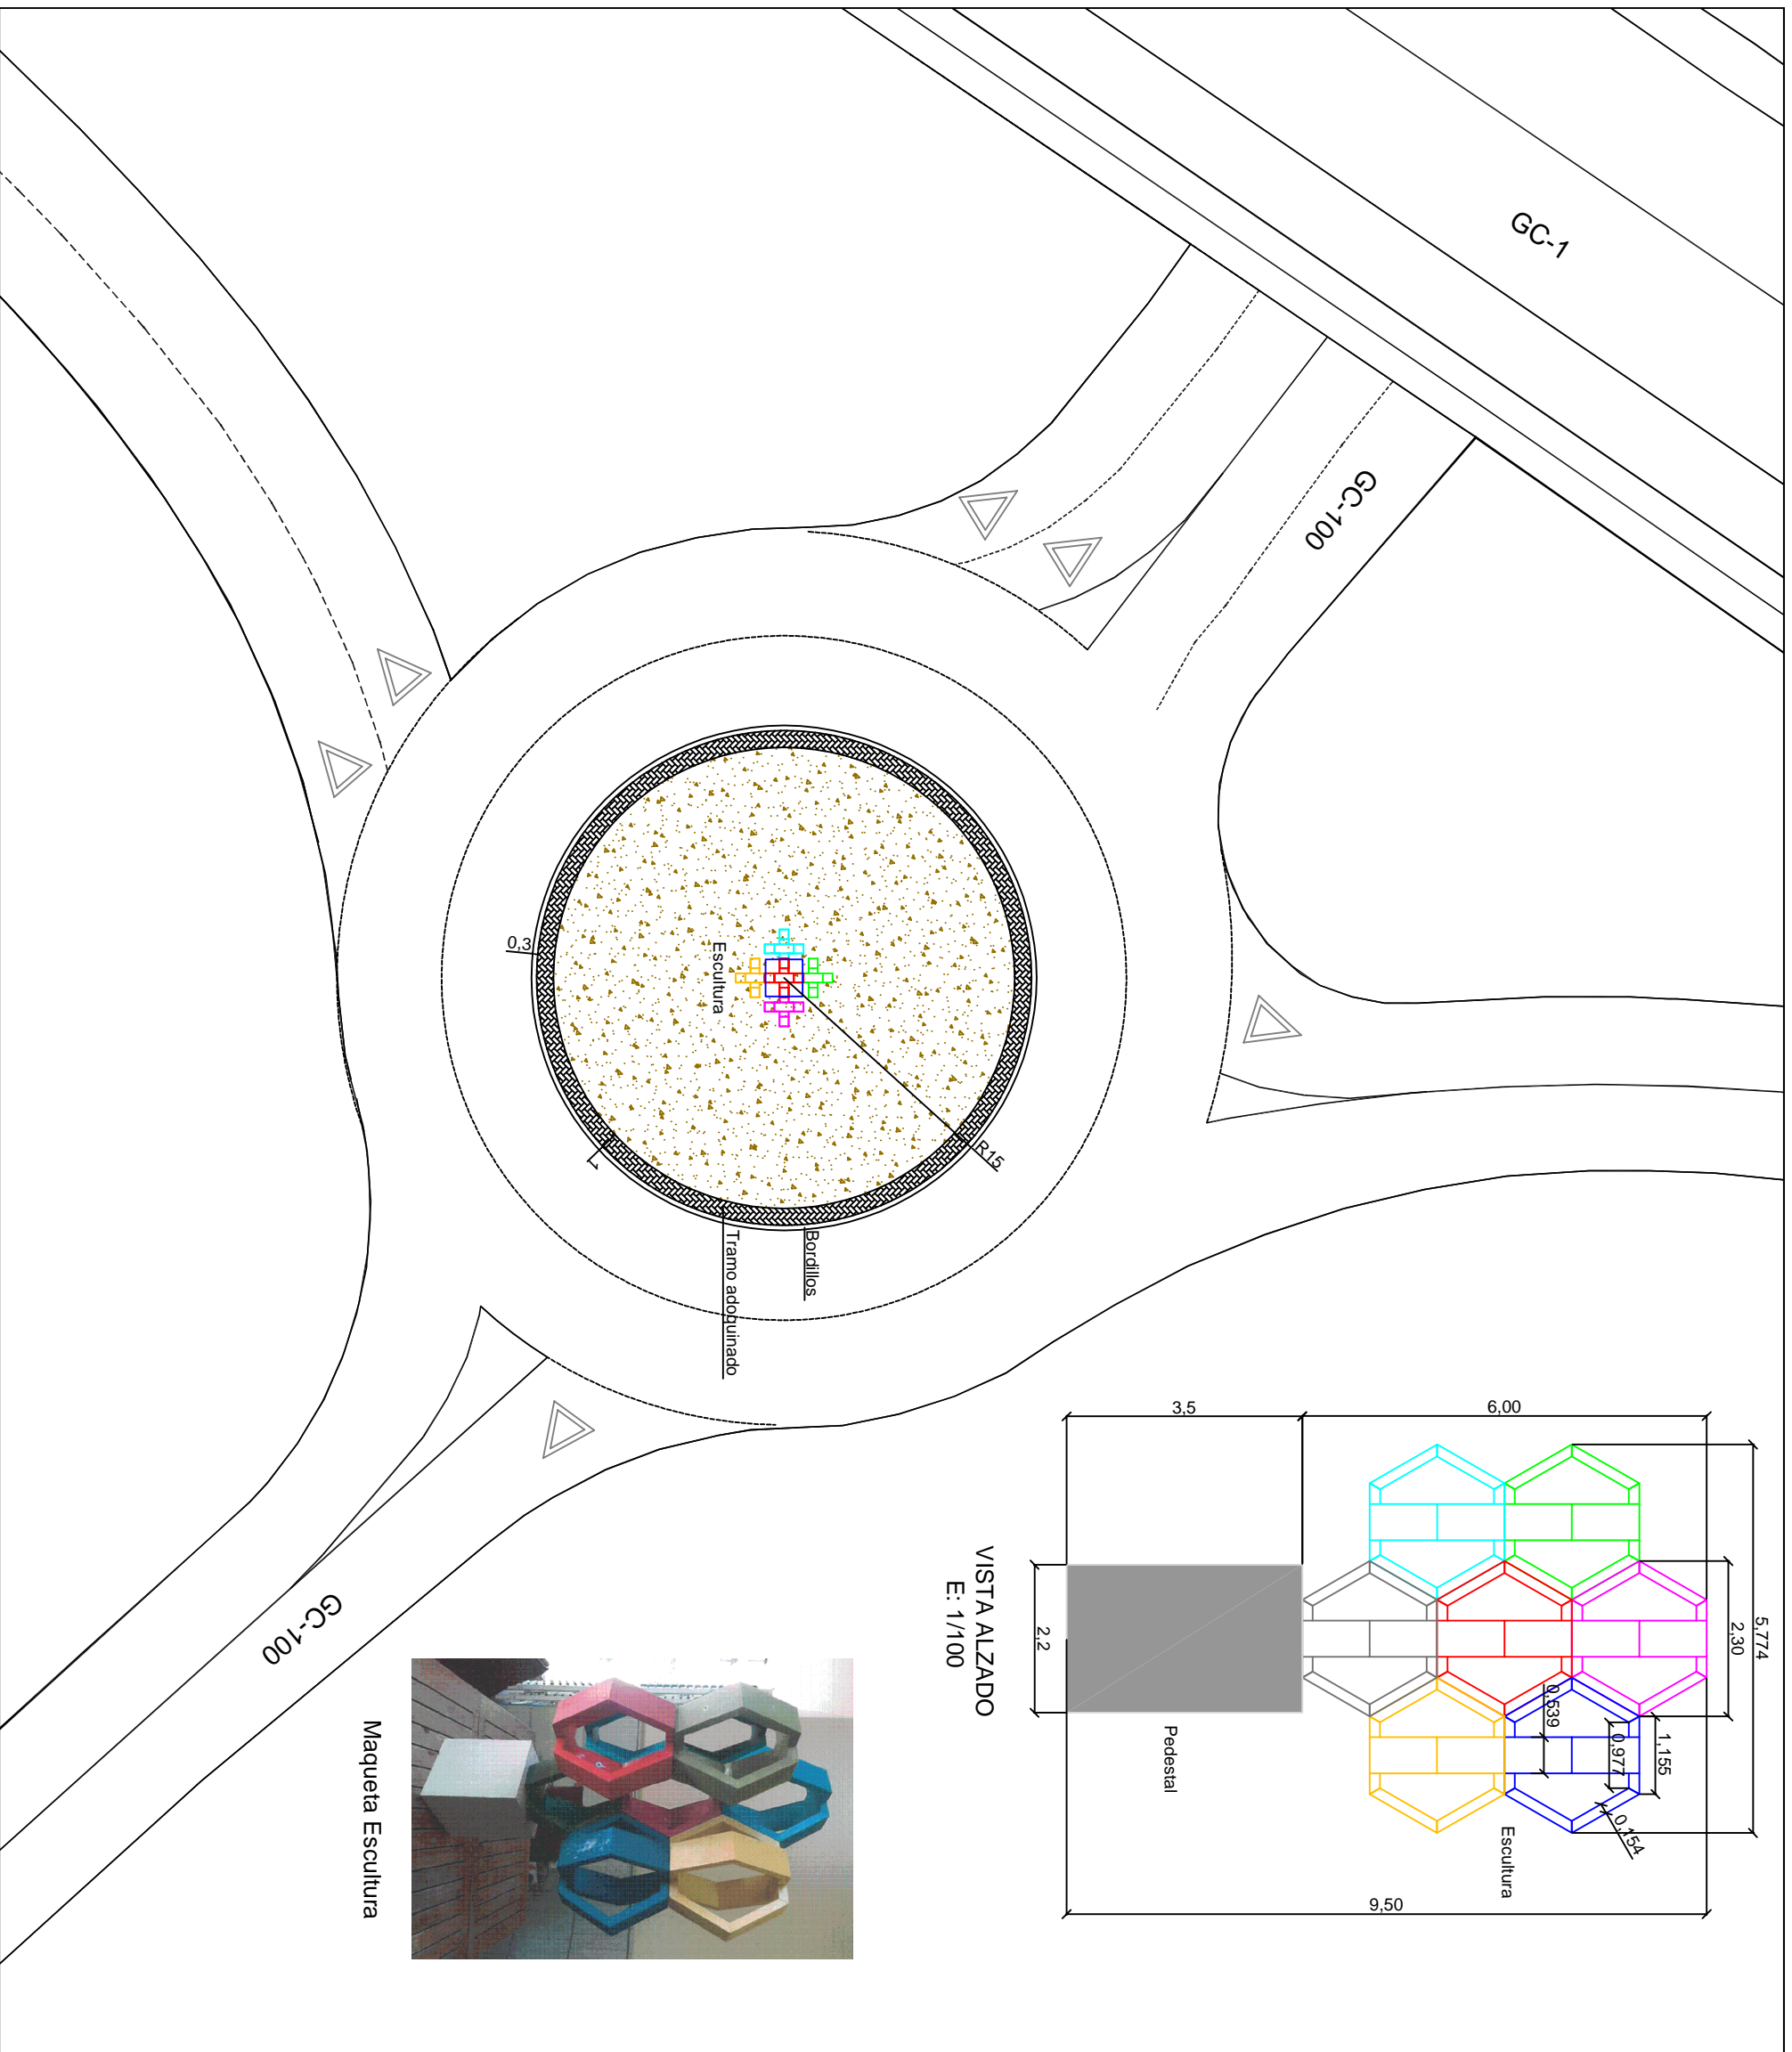 GC-1
GC-100
0,3
Escultura
R15
1
Bordillos
Tramo adoquinado
GC-100
3,5
6,00
5,774
2,30
1,155
0,977
0,539
0,154
Escultura
9,50
2,2
Pedestal
VISTA ALZADO
E: 1/100
Maqueta Escultura